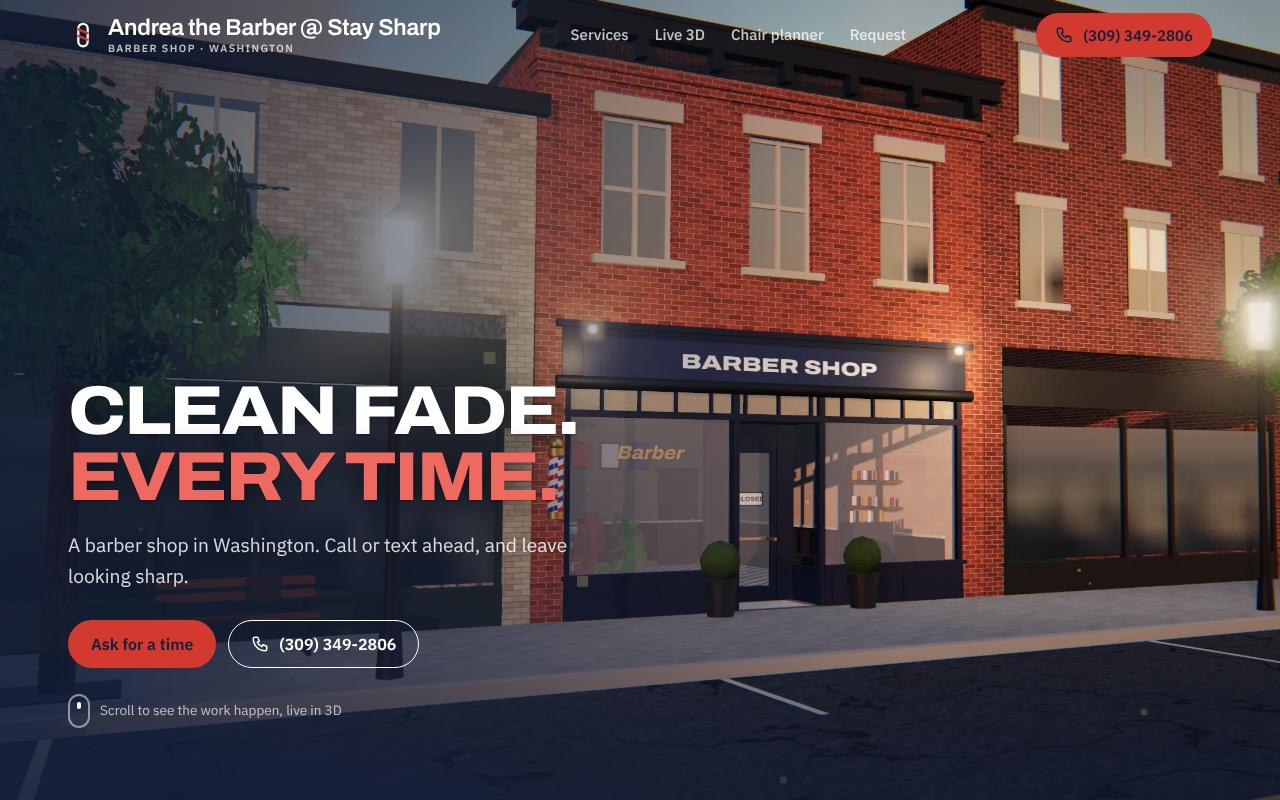 Andrea the Barber @ Stay Sharp
BARBER SHOP · WASHINGTON
Services
Live 3D
Chair planner
Request
(309) 349-2806
BARBER SHOP
Barber
CLEAN FADE.
EVERY TIME.
A barber shop in Washington. Call or text ahead, and leave
looking sharp.
Ask for a time
(309) 349-2806
Scroll to see the work happen, live in 3D